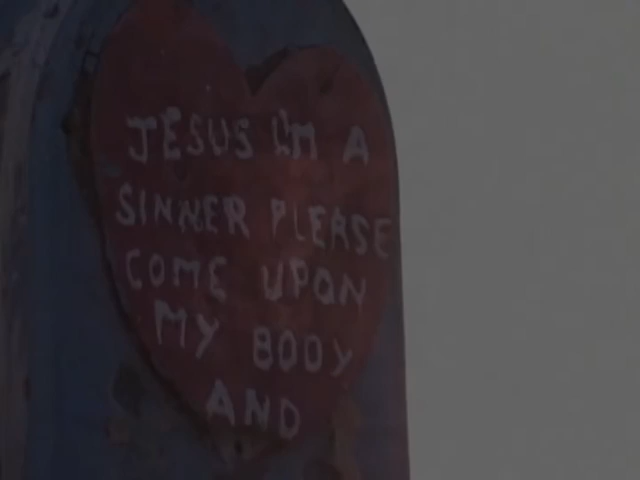 JESUS I'M A
SINNER PLEASE
COME UPON
MY BODY
AND